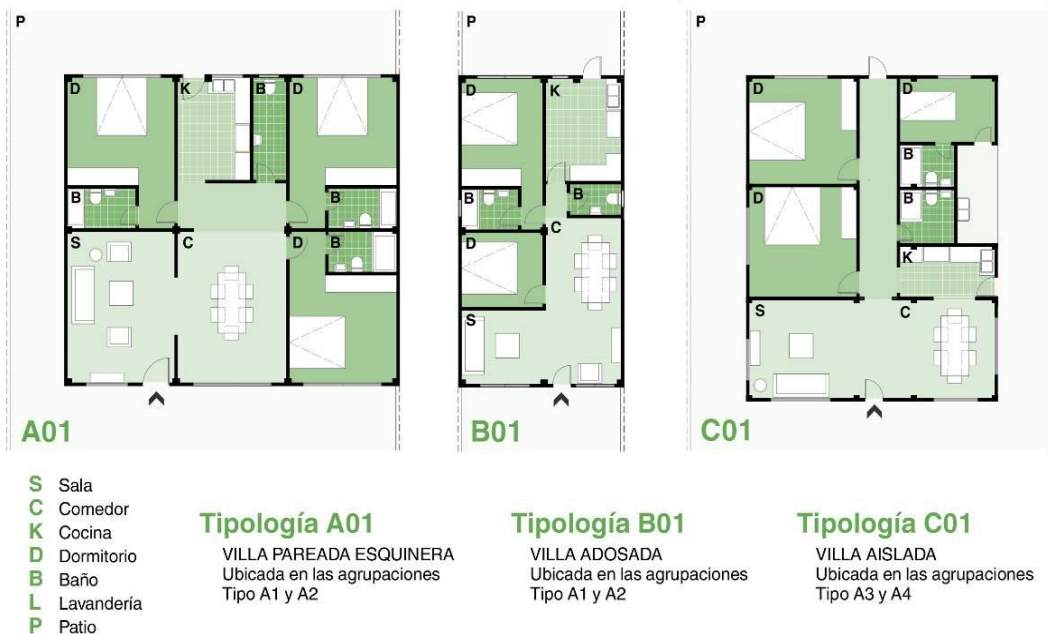 P
P
P
D
K
B
D
D
K
D
D
B
B
B
B
B
B
B
S
C
D
B
C
D
D
K
S
S
C
A01
B01
C01
S Sala
C Comedor
K Cocina
D Dormitorio
B Baño
L Lavandería
P Patio
Tipología A01
VILLA PAREADA ESQUINERA
Ubicada en las agrupaciones
Tipo A1 y A2
Tipología B01
VILLA ADOSADA
Ubicada en las agrupaciones
Tipo A1 y A2
Tipología C01
VILLA AISLADA
Ubicada en las agrupaciones
Tipo A3 y A4